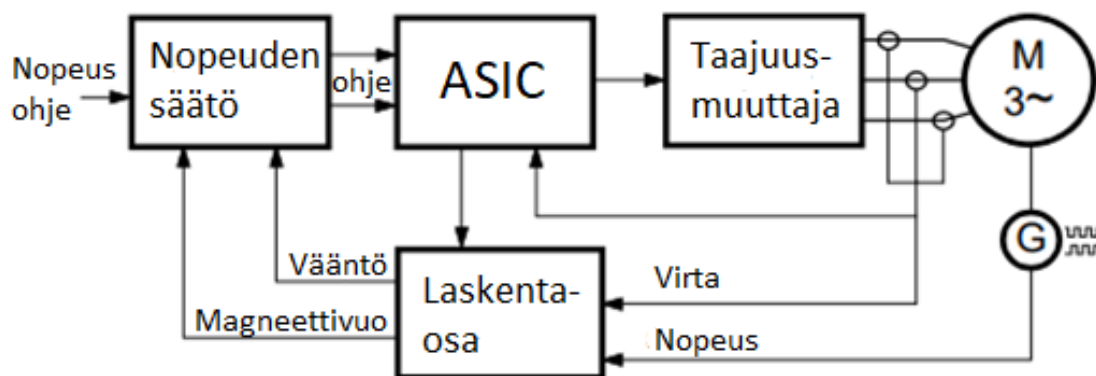 Nopeus
ohje
Nopeuden
säätö
ohje
ASIC
Taajuus-
muuttaja
M
3~
G
Vääntö
Magneettivuo
Laskenta-
osa
Virta
Nopeus